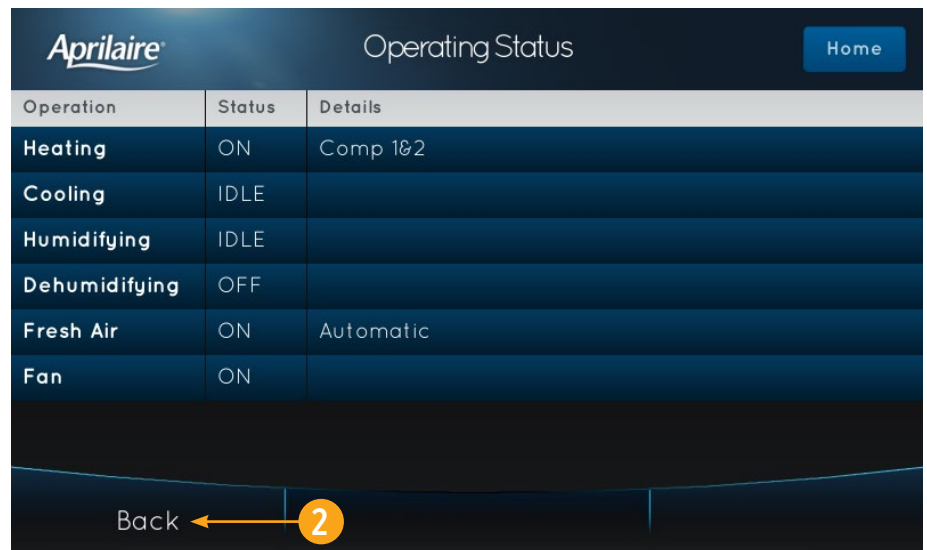 Aprilaire® Operating Status Home
Operation Status Details
Heating ON Comp 1&2
Cooling IDLE
Humidifying IDLE
Dehumidifying OFF
Fresh Air ON Automatic
Fan ON
Back 2